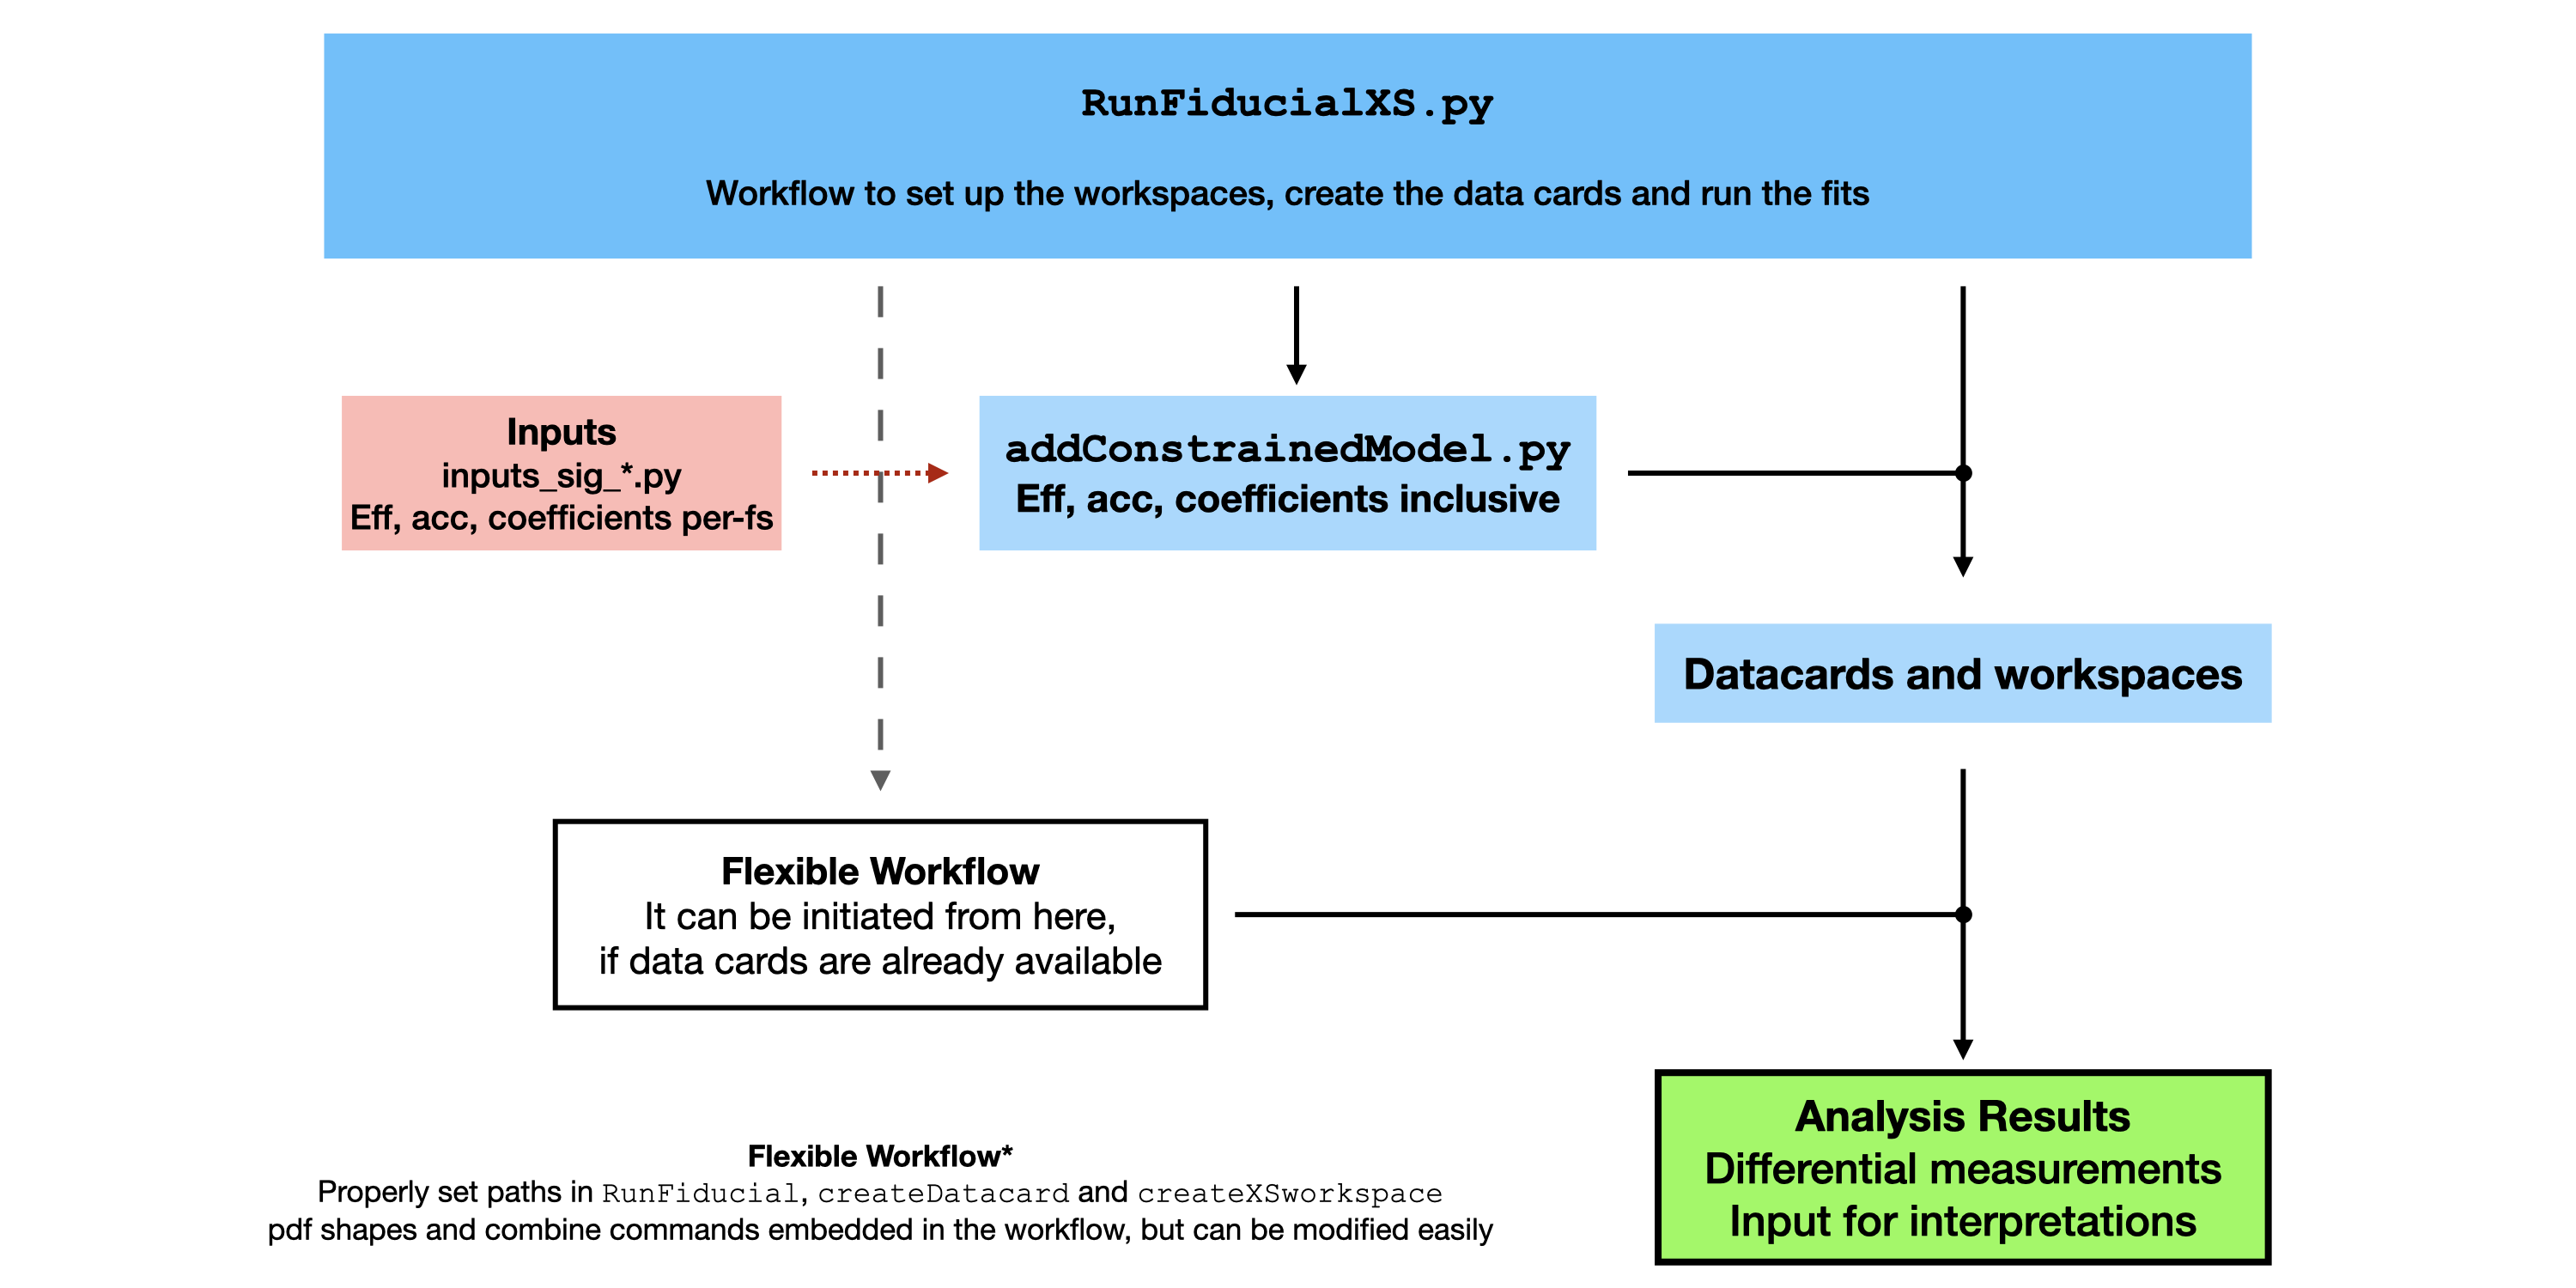 RunFiducialXS.py
Workflow to set up the workspaces, create the data cards and run the fits
Inputs
inputs_sig_*.py
Eff, acc, coefficients per-fs
addConstrainedModel.py
Eff, acc, coefficients inclusive
Datacards and workspaces
Flexible Workflow
It can be initiated from here,
if data cards are already available
Analysis Results
Differential measurements
Input for interpretations
Flexible Workflow*
Properly set paths in RunFiducial, createDatacard and createXSworkspace
pdf shapes and combine commands embedded in the workflow, but can be modified easily